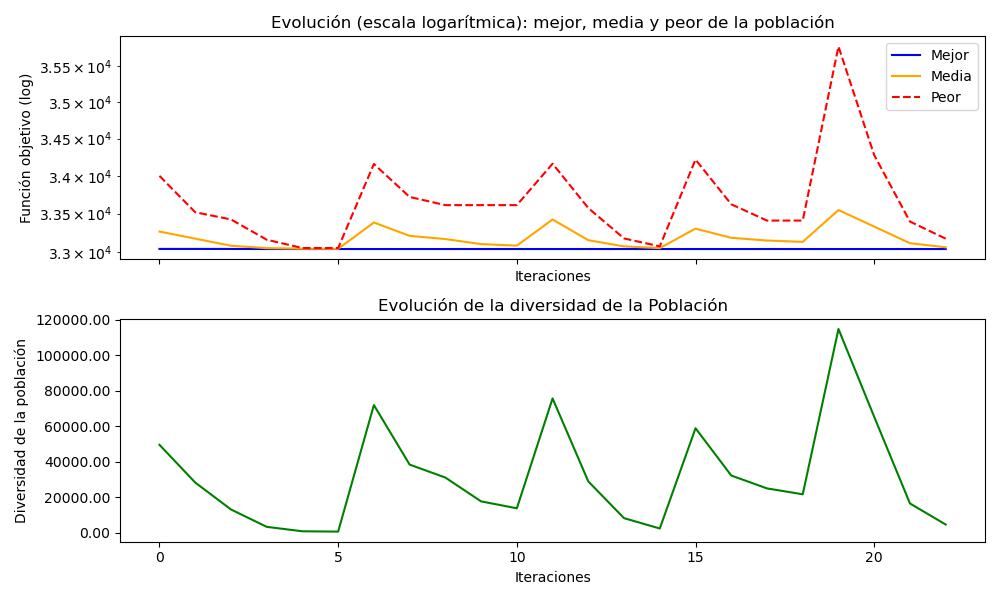 Evolución (escala logarítmica): mejor, media y peor de la población
Función objetivo (log)
3.55 × 10⁴
3.5 × 10⁴
3.45 × 10⁴
3.4 × 10⁴
3.35 × 10⁴
3.3 × 10⁴
Mejor
Media
Peor
Iteraciones
Evolución de la diversidad de la Población
Diversidad de la población
120000.00
100000.00
80000.00
60000.00
40000.00
20000.00
0.00
0 5 10 15 20
Iteraciones